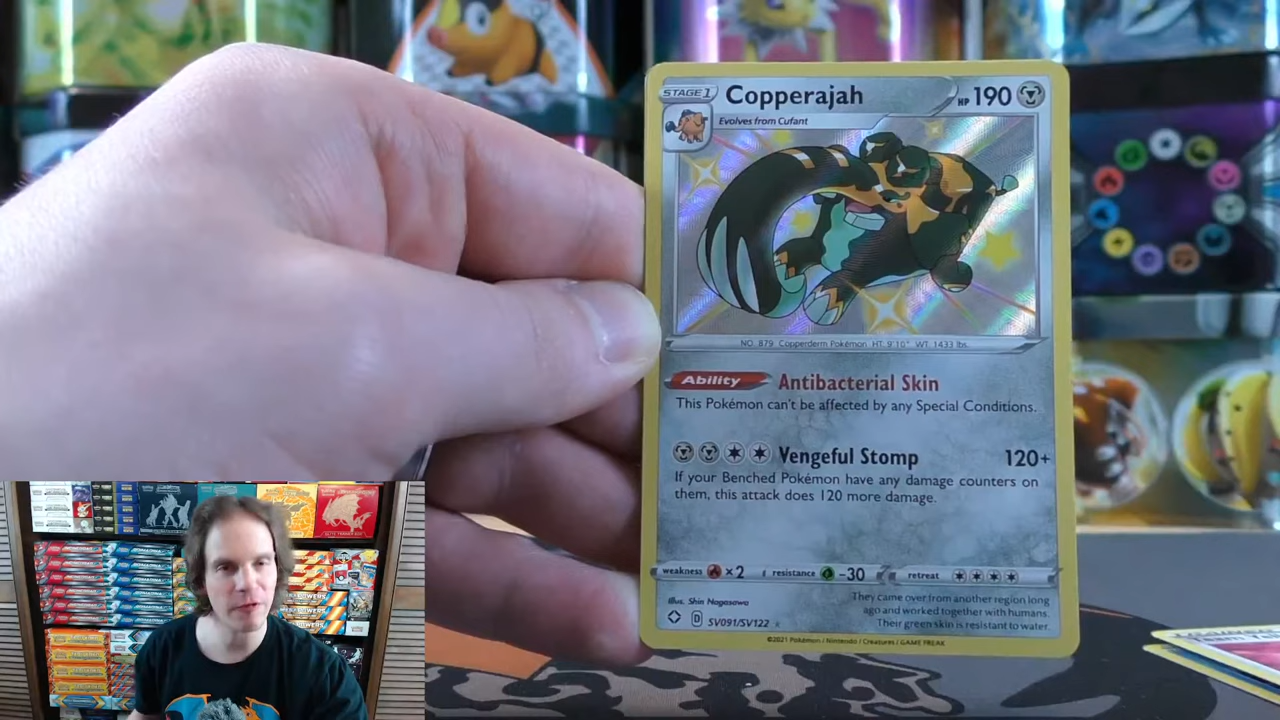 STAGE 1
Copperajah
HP 190
Evolves from Cufant
NO. 879 Copperderm Pokémon HT: 9'10" WT: 1433 lbs.
Ability Antibacterial Skin
This Pokémon can't be affected by any Special Conditions.
Vengeful Stomp 120+
If your Benched Pokémon have any damage counters on
them, this attack does 120 more damage.
weakness ×2 resistance -30 retreat
Illus. Shin Nagasawa
D SV091/SV122
They came over from another region long
ago and worked together with humans.
Their green skin is resistant to water.
©2021 Pokémon / Nintendo / Creatures / GAME FREAK